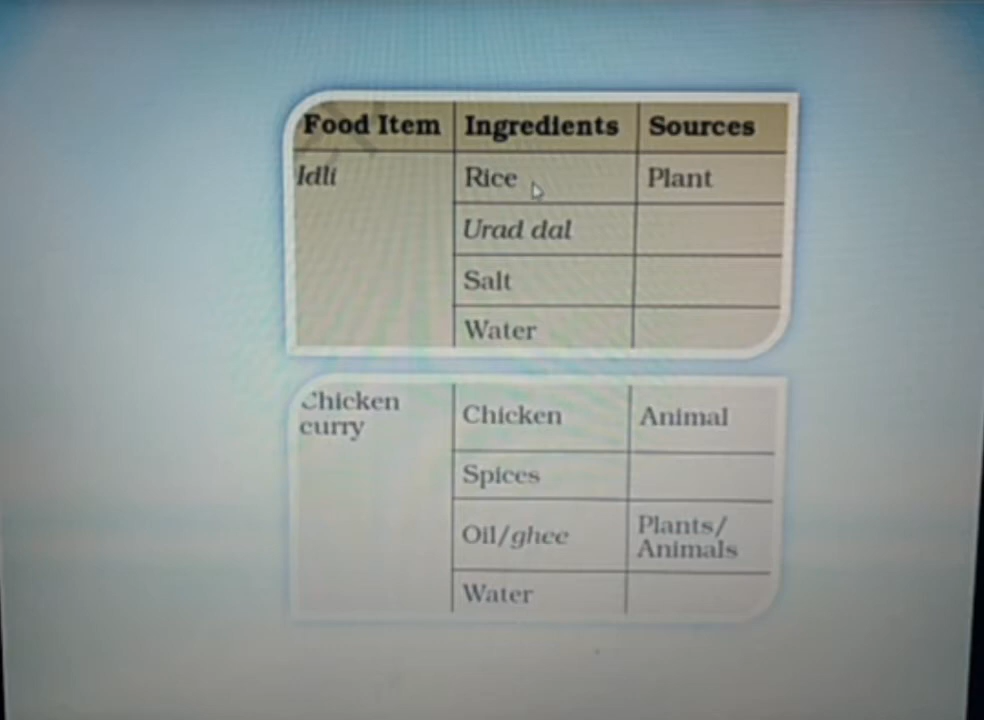 Food Item Ingredients Sources
Idli Rice Plant
Urad dal
Salt
Water
Chicken curry Chicken Animal
Spices
Oil/ghee Plants/ Animals
Water